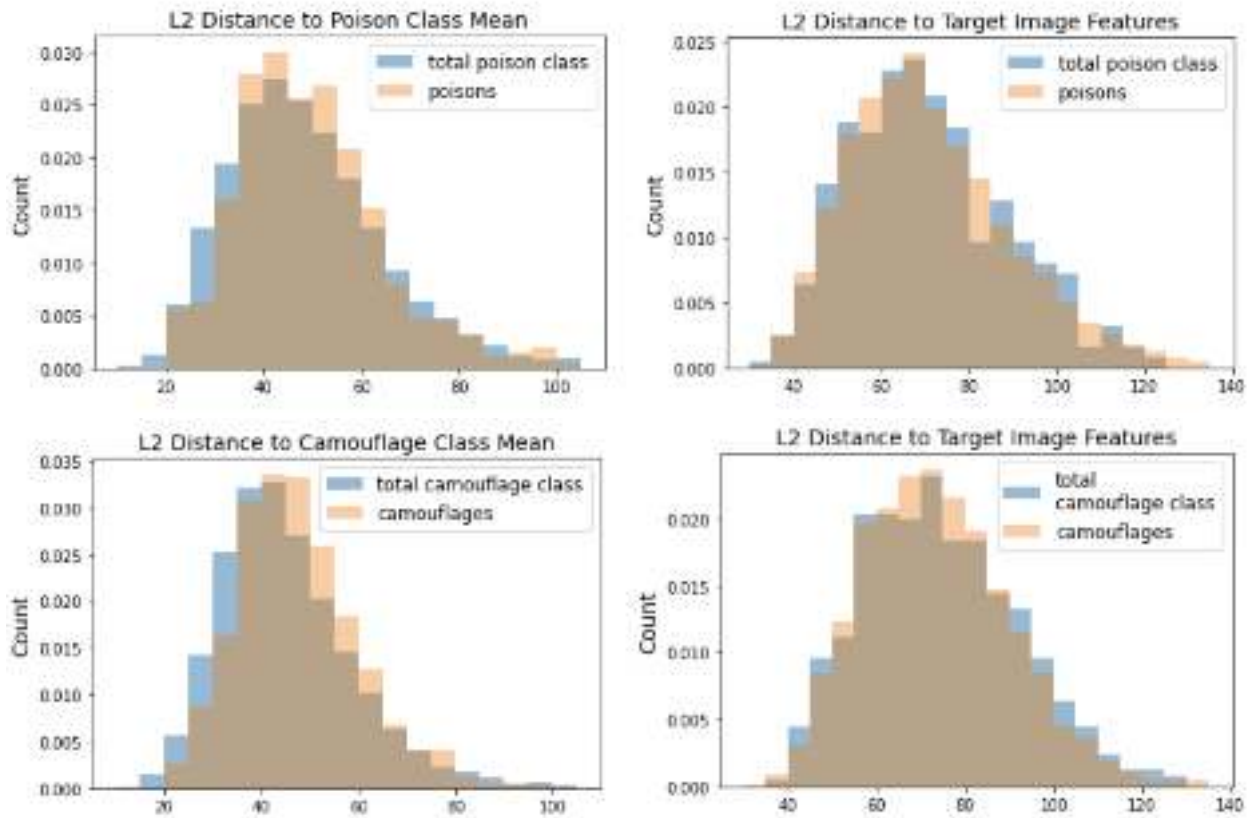 L2 Distance to Poison Class Mean
total poison class
poisons
Count
0.030
0.025
0.020
0.015
0.010
0.005
0.000
20
40
60
80
100
L2 Distance to Target Image Features
total poison class
poisons
Count
0.025
0.020
0.015
0.010
0.005
0.000
40
60
80
100
120
140
L2 Distance to Camouflage Class Mean
total camouflage class
camouflages
Count
0.035
0.030
0.025
0.020
0.015
0.010
0.005
0.000
20
40
60
80
100
L2 Distance to Target Image Features
total
camouflage class
camouflages
Count
0.020
0.015
0.010
0.005
0.000
40
60
80
100
120
140